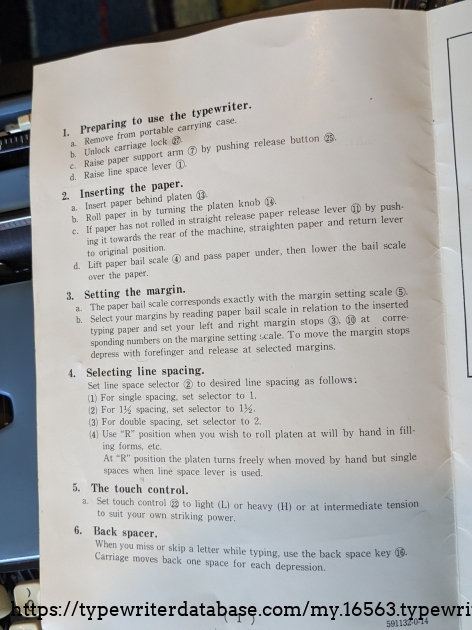 1. Preparing to use the typewriter.
a. Remove from portable carrying case.
b. Unlock carriage lock ㉗.
c. Raise paper support arm ⑦ by pushing release button ㉕.
d. Raise line space lever ①.
2. Inserting the paper.
a. Insert paper behind platen ⑬.
b. Roll paper in by turning the platen knob ⑭.
c. If paper has not rolled in straight release paper release lever ⑪ by push-
ing it towards the rear of the machine, straighten paper and return lever
to original position.
d. Lift paper bail scale ④ and pass paper under, then lower the bail scale
over the paper.
3. Setting the margin.
a. The paper bail scale corresponds exactly with the margin setting scale ⑤.
b. Select your margins by reading paper bail scale in relation to the inserted
typing paper and set your left and right margin stops ③, ⑩ at corre-
sponding numbers on the margine setting scale. To move the margin stops
depress with forefinger and release at selected margins.
4. Selecting line spacing.
Set line space selector ② to desired line spacing as follows:
(1) For single spacing, set selector to 1.
(2) For 1½ spacing, set selector to 1½.
(3) For double spacing, set selector to 2.
(4) Use "R" position when you wish to roll platen at will by hand in fill-
ing forms, etc.
At "R" position the platen turns freely when moved by hand but single
spaces when line space lever is used.
5. The touch control.
a. Set touch control ㉒ to light (L) or heavy (H) or at intermediate tension
to suit your own striking power.
6. Back spacer.
When you miss or skip a letter while typing, use the back space key ⑯.
Carriage moves back one space for each depression.
( 1 )
591132-0-14
https://typewriterdatabase.com/my.16563.typewri